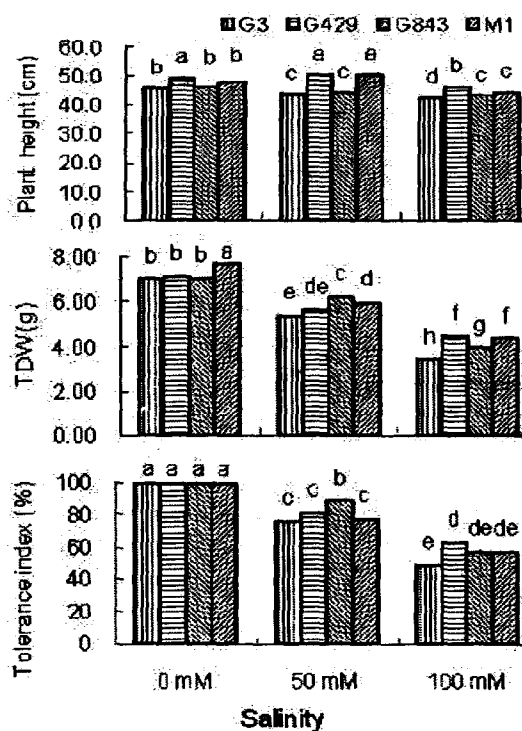 G3 G429 G843 M1
Plant height (cm)
60.0
50.0
40.0
30.0
20.0
10.0
0.0
b a b b c a c a d b c c
TDW(g)
8.00
6.00
4.00
2.00
0.00
b b b a e de c d h f g f
Tolerance index (%)
100
80
60
40
20
0
a a a a c c b c e d de de
0 mM 50 mM 100 mM
Salinity